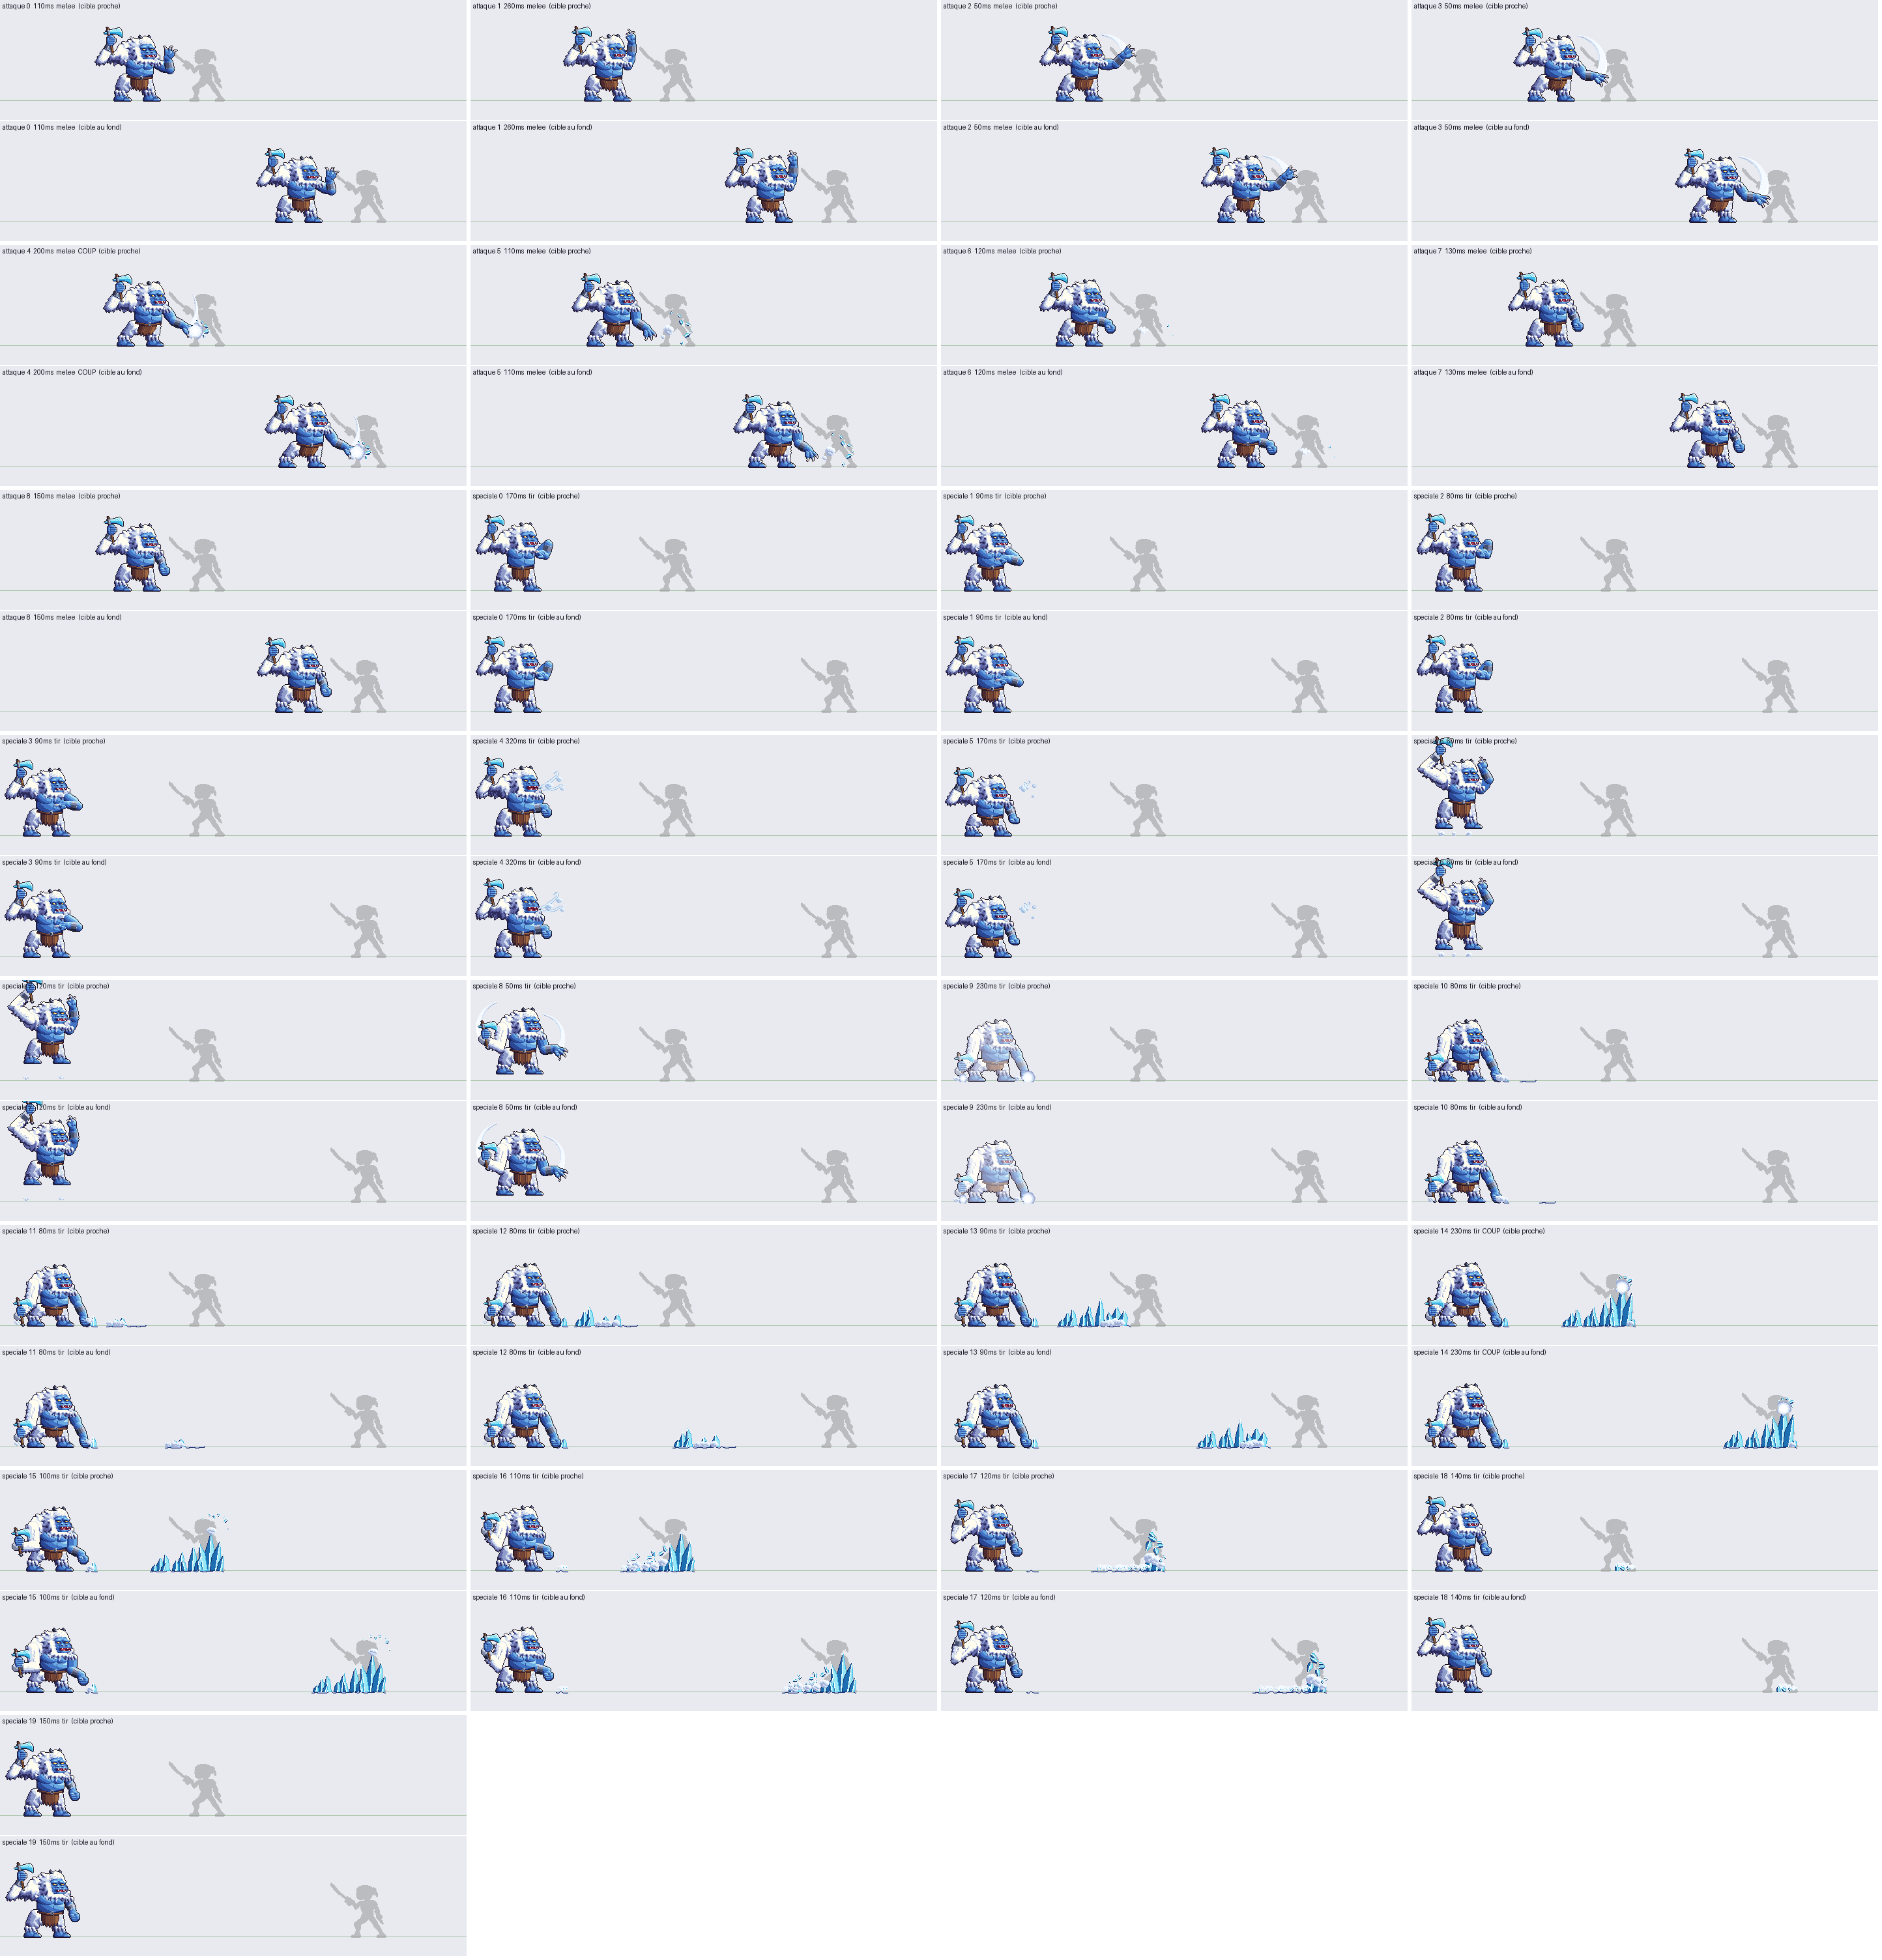 attaque 0 110ms melee (cible proche)
attaque 1 260ms melee (cible proche)
attaque 2 50ms melee (cible proche)
attaque 3 50ms melee (cible proche)
attaque 0 110ms melee (cible au fond)
attaque 1 260ms melee (cible au fond)
attaque 2 50ms melee (cible au fond)
attaque 3 50ms melee (cible au fond)
attaque 4 200ms melee COUP (cible proche)
attaque 5 110ms melee (cible proche)
attaque 6 120ms melee (cible proche)
attaque 7 130ms melee (cible proche)
attaque 4 200ms melee COUP (cible au fond)
attaque 5 110ms melee (cible au fond)
attaque 6 120ms melee (cible au fond)
attaque 7 130ms melee (cible au fond)
attaque 8 150ms melee (cible proche)
speciale 0 170ms tir (cible proche)
speciale 1 90ms tir (cible proche)
speciale 2 80ms tir (cible proche)
attaque 8 150ms melee (cible au fond)
speciale 0 170ms tir (cible au fond)
speciale 1 90ms tir (cible au fond)
speciale 2 80ms tir (cible au fond)
speciale 3 90ms tir (cible proche)
speciale 4 320ms tir (cible proche)
speciale 5 170ms tir (cible proche)
tir (cible proche)
speciale 3 90ms tir (cible au fond)
speciale 4 320ms tir (cible au fond)
speciale 5 170ms tir (cible au fond)
tir (cible au fond)
tir (cible proche)
speciale 8 50ms tir (cible proche)
speciale 9 230ms tir (cible proche)
speciale 10 80ms tir (cible proche)
tir (cible au fond)
speciale 8 50ms tir (cible au fond)
speciale 9 230ms tir (cible au fond)
speciale 10 80ms tir (cible au fond)
speciale 11 80ms tir (cible proche)
speciale 12 80ms tir (cible proche)
speciale 13 90ms tir (cible proche)
speciale 14 230ms tir COUP (cible proche)
speciale 11 80ms tir (cible au fond)
speciale 12 80ms tir (cible au fond)
speciale 13 90ms tir (cible au fond)
speciale 14 230ms tir COUP (cible au fond)
speciale 15 100ms tir (cible proche)
speciale 16 110ms tir (cible proche)
speciale 17 120ms tir (cible proche)
speciale 18 140ms tir (cible proche)
speciale 15 100ms tir (cible au fond)
speciale 16 110ms tir (cible au fond)
speciale 17 120ms tir (cible au fond)
speciale 18 140ms tir (cible au fond)
speciale 19 150ms tir (cible proche)
speciale 19 150ms tir (cible au fond)